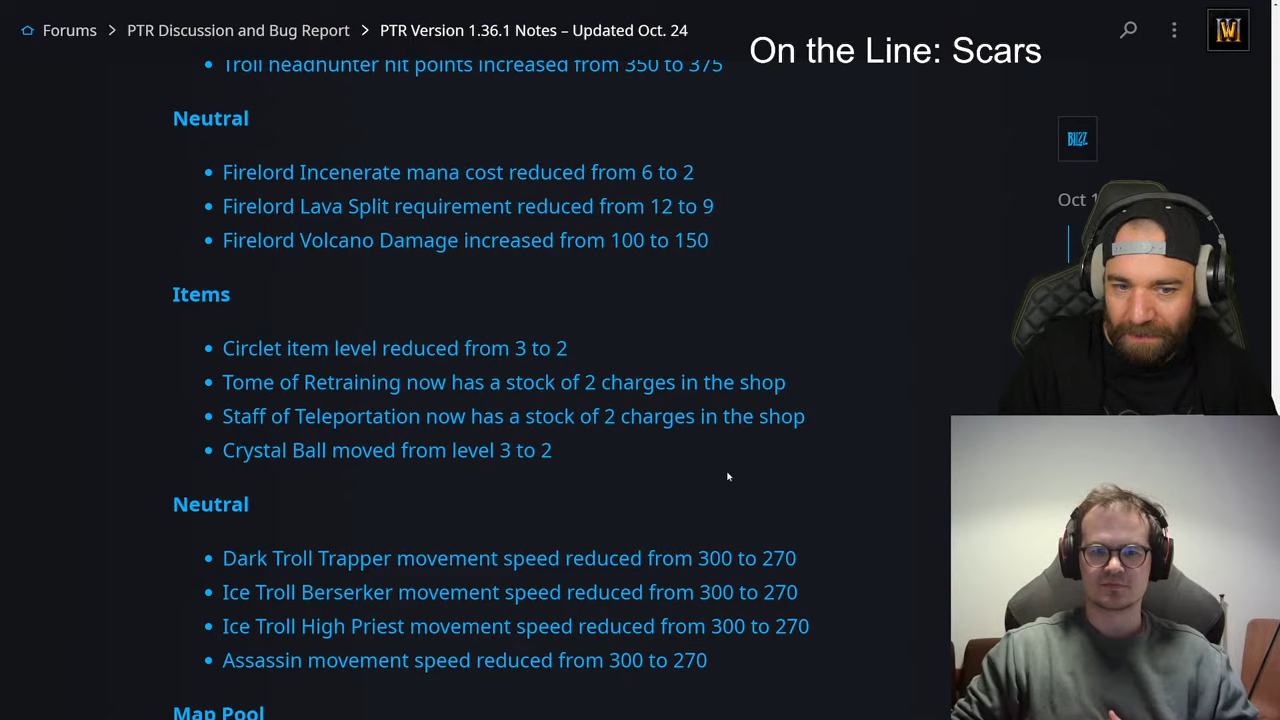 Forums > PTR Discussion and Bug Report > PTR Version 1.36.1 Notes – Updated Oct. 24
On the Line: Scars
• Troll headhunter hit points increased from 350 to 375
Neutral
BLIZZ
• Firelord Incenerate mana cost reduced from 6 to 2
• Firelord Lava Split requirement reduced from 12 to 9
Oct
• Firelord Volcano Damage increased from 100 to 150
Items
• Circlet item level reduced from 3 to 2
• Tome of Retraining now has a stock of 2 charges in the shop
• Staff of Teleportation now has a stock of 2 charges in the shop
• Crystal Ball moved from level 3 to 2
Neutral
• Dark Troll Trapper movement speed reduced from 300 to 270
• Ice Troll Berserker movement speed reduced from 300 to 270
• Ice Troll High Priest movement speed reduced from 300 to 270
• Assassin movement speed reduced from 300 to 270
Map Pool